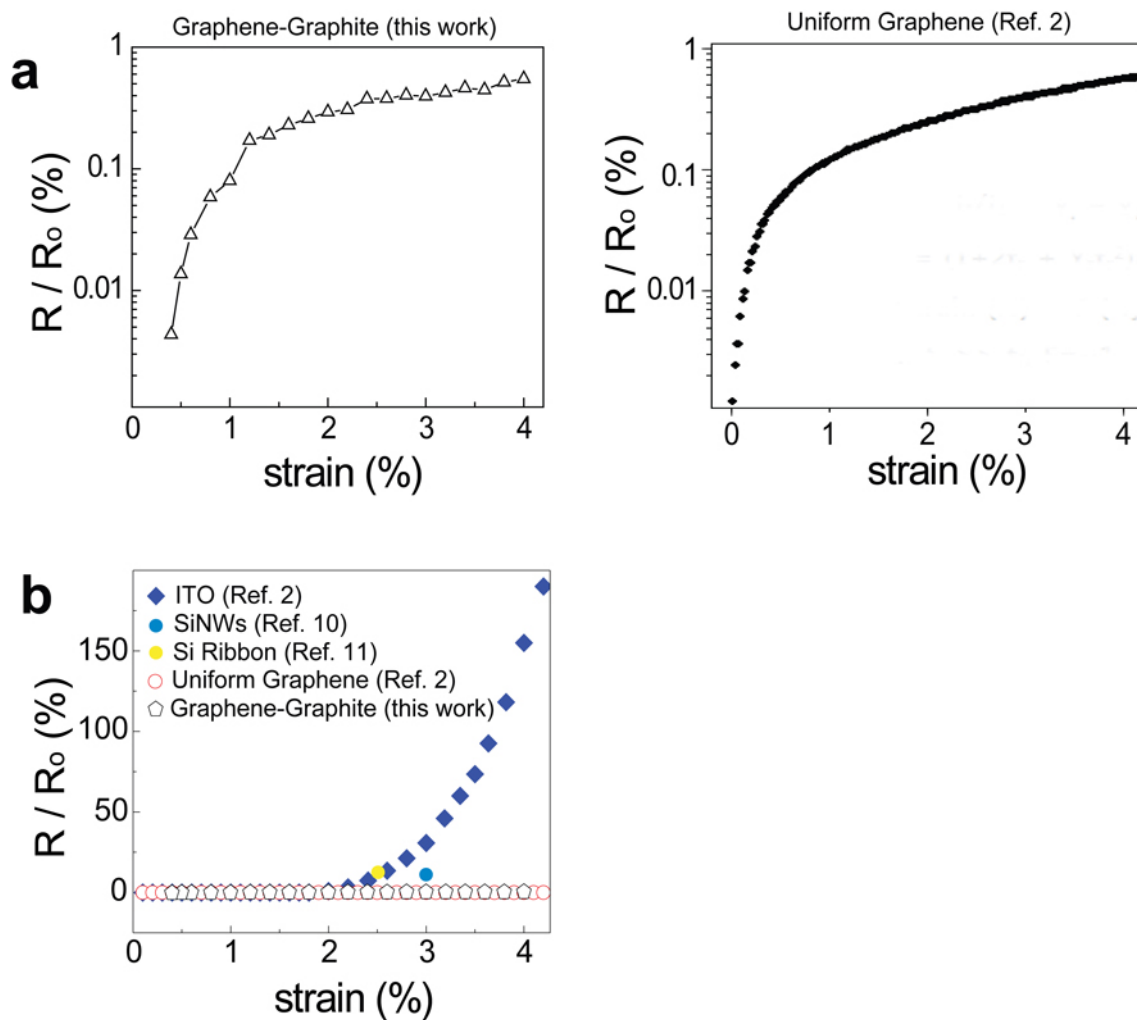 Graphene-Graphite (this work)
Uniform Graphene (Ref. 2)
a
1
0.1
0.01
R / Ro (%)
0 1 2 3 4
strain (%)
1
0.1
0.01
R / Ro (%)
0 1 2 3 4
strain (%)
b
ITO (Ref. 2)
SiNWs (Ref. 10)
Si Ribbon (Ref. 11)
Uniform Graphene (Ref. 2)
Graphene-Graphite (this work)
150
100
50
0
R / Ro (%)
0 1 2 3 4
strain (%)